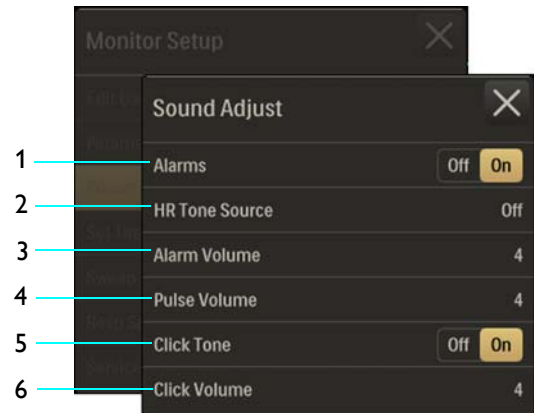 Monitor Setup
Sound Adjust
1 Alarms Off On
2 HR Tone Source Off
3 Alarm Volume 4
4 Pulse Volume 4
5 Click Tone Off On
6 Click Volume 4